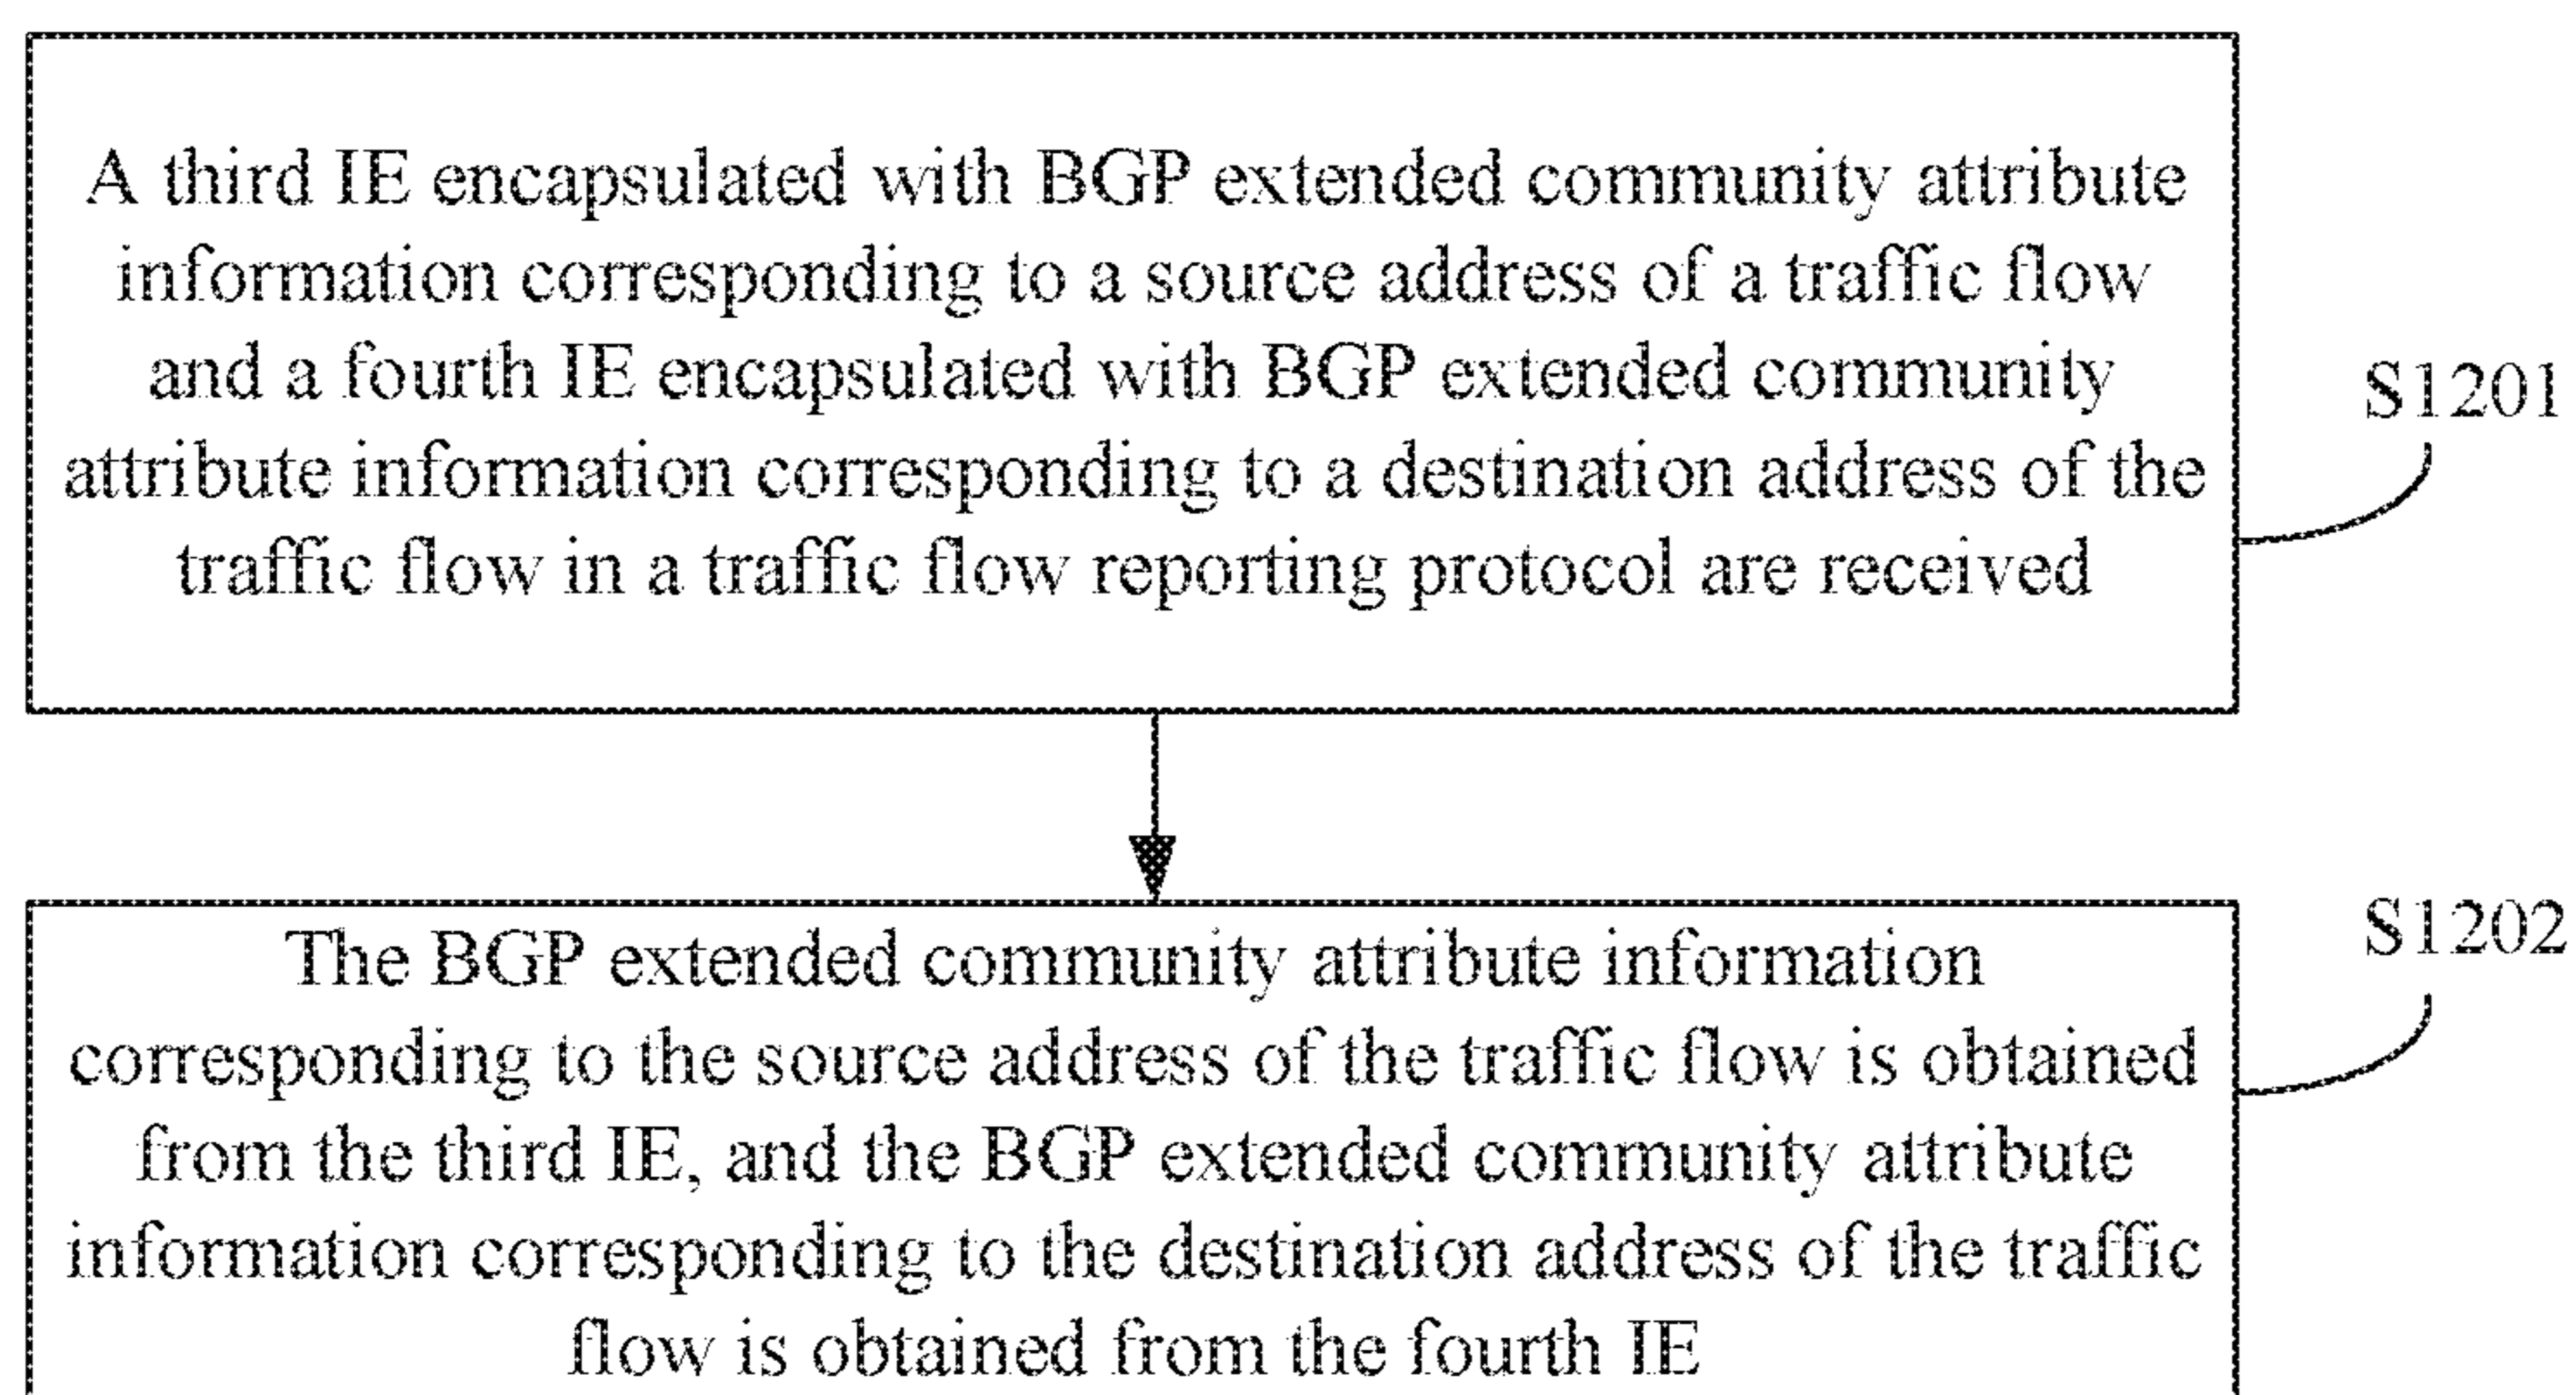 A third IE encapsulated with BGP extended community attribute
information corresponding to a source address of a traffic flow
and a fourth IE encapsulated with BGP extended community
attribute information corresponding to a destination address of the
traffic flow in a traffic flow reporting protocol are received
S1201
The BGP extended community attribute information
corresponding to the source address of the traffic flow is obtained
from the third IE, and the BGP extended community attribute
information corresponding to the destination address of the traffic
flow is obtained from the fourth IE
S1202